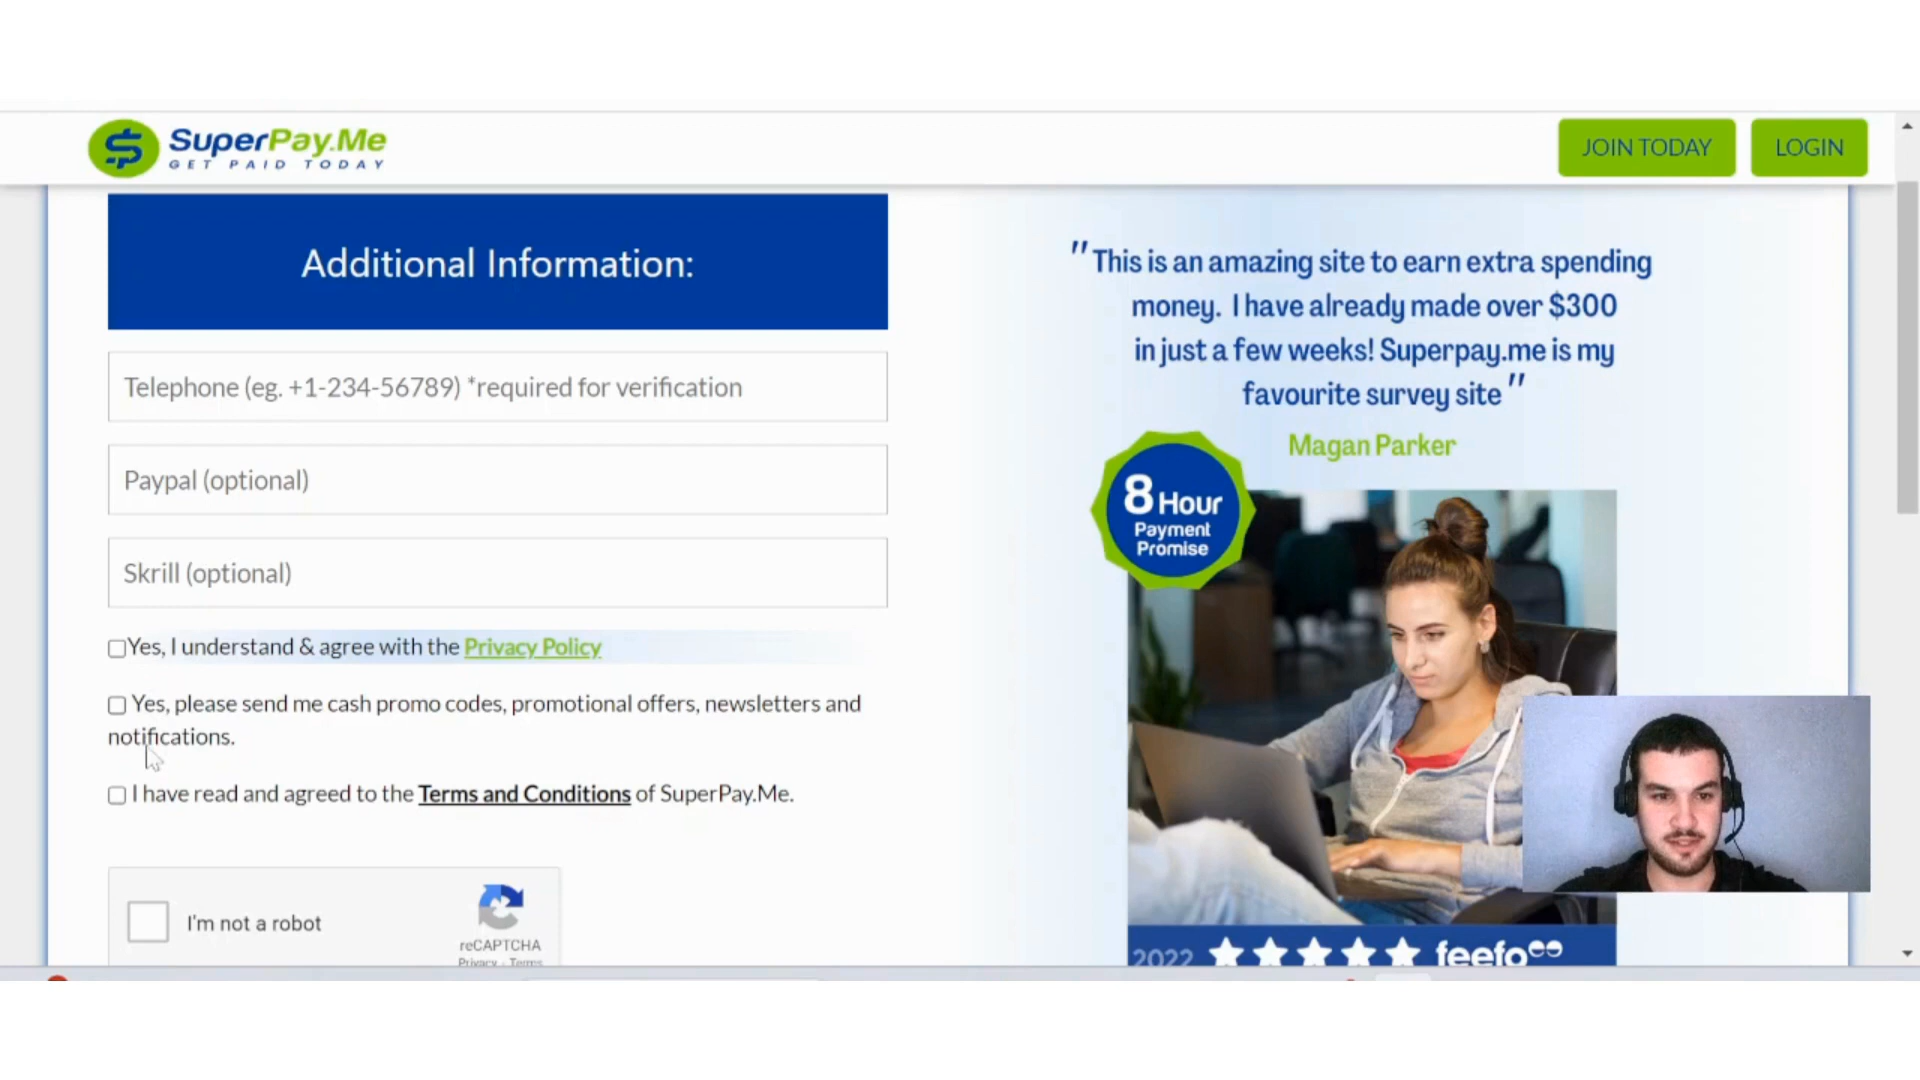 SuperPay.Me
GET PAID TODAY
JOIN TODAY
LOGIN
Additional Information:
Telephone (eg. +1-234-56789) *required for verification
Paypal (optional)
Skrill (optional)
Yes, I understand & agree with the Privacy Policy
Yes, please send me cash promo codes, promotional offers, newsletters and
notifications.
I have read and agreed to the Terms and Conditions of SuperPay.Me.
I'm not a robot
reCAPTCHA
Privacy - Terms
"This is an amazing site to earn extra spending
money. I have already made over $300
in just a few weeks! Superpay.me is my
favourite survey site"
Magan Parker
8 Hour
Payment
Promise
2022
feefo